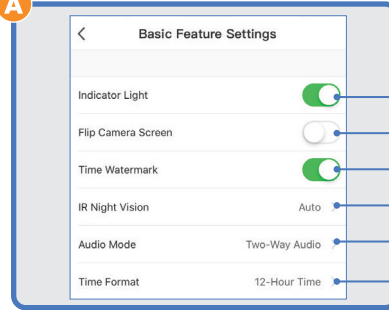 A
Basic Feature Settings
Indicator Light
Flip Camera Screen
Time Watermark
IR Night Vision Auto
Audio Mode Two-Way Audio
Time Format 12-Hour Time